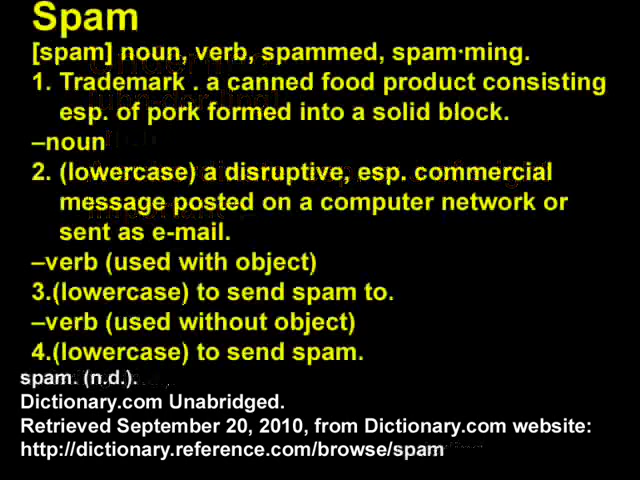 Spam
[spam] noun, verb, spammed, spam·ming.
1. Trademark . a canned food product consisting
esp. of pork formed into a solid block.
–noun
2. (lowercase) a disruptive, esp. commercial
message posted on a computer network or
sent as e-mail.
–verb (used with object)
3.(lowercase) to send spam to.
–verb (used without object)
4.(lowercase) to send spam.
spam. (n.d.).
Dictionary.com Unabridged.
Retrieved September 20, 2010, from Dictionary.com website:
http://dictionary.reference.com/browse/spam